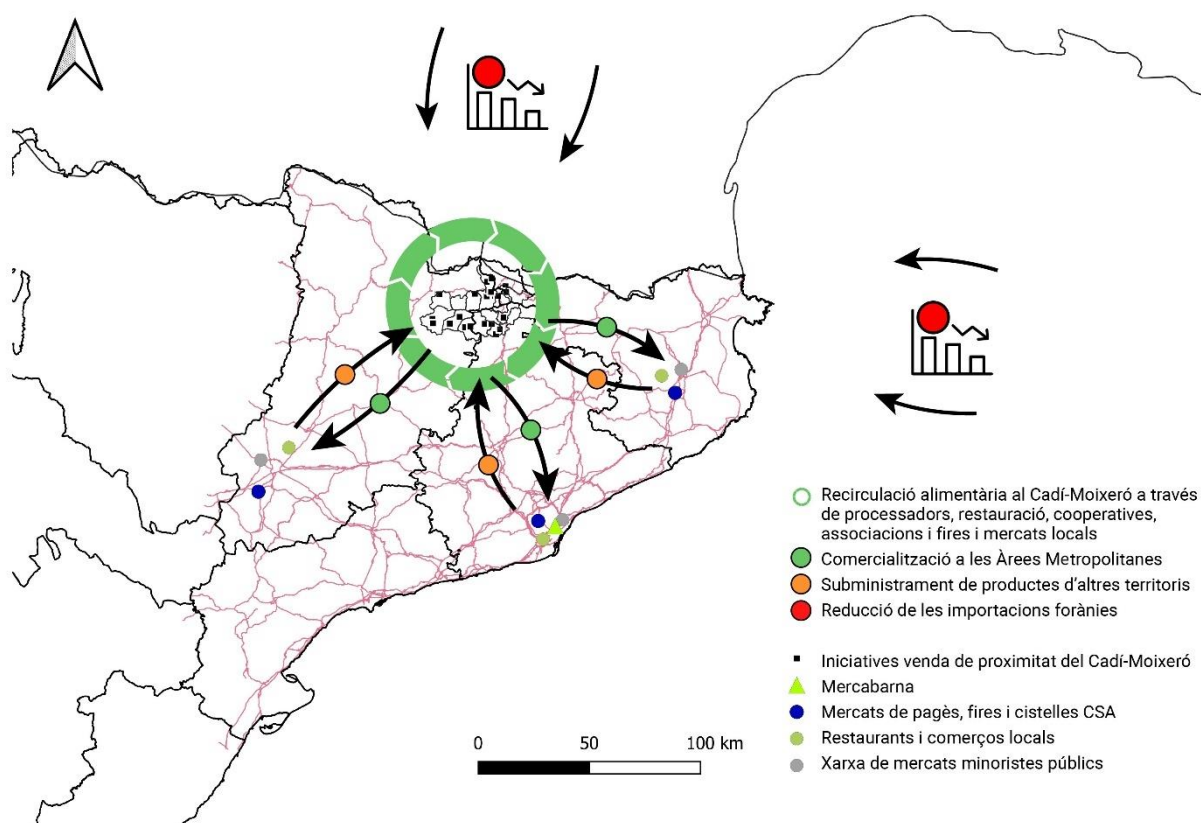 Recirculació alimentària al Cadí-Moixeró a través
de processadors, restauració, cooperatives,
associacions i fires i mercats locals
Comercialització a les Àrees Metropolitanes
Subministrament de productes d'altres territoris
Reducció de les importacions forànies
Iniciatives venda de proximitat del Cadí-Moixeró
Mercabarna
Mercats de pagès, fires i cistelles CSA
Restaurants i comerços locals
Xarxa de mercats minoristes públics
0 50 100 km